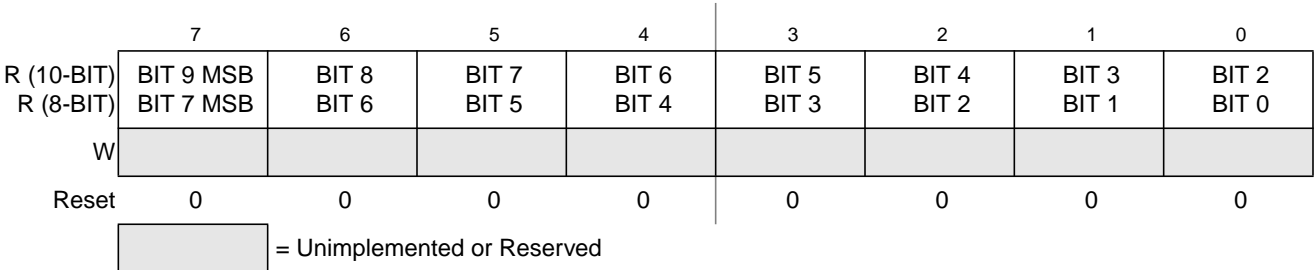 7 6 5 4 3 2 1 0
R (10-BIT) BIT 9 MSB BIT 8 BIT 7 BIT 6 BIT 5 BIT 4 BIT 3 BIT 2
R (8-BIT) BIT 7 MSB BIT 6 BIT 5 BIT 4 BIT 3 BIT 2 BIT 1 BIT 0
W
Reset 0 0 0 0 0 0 0 0
= Unimplemented or Reserved